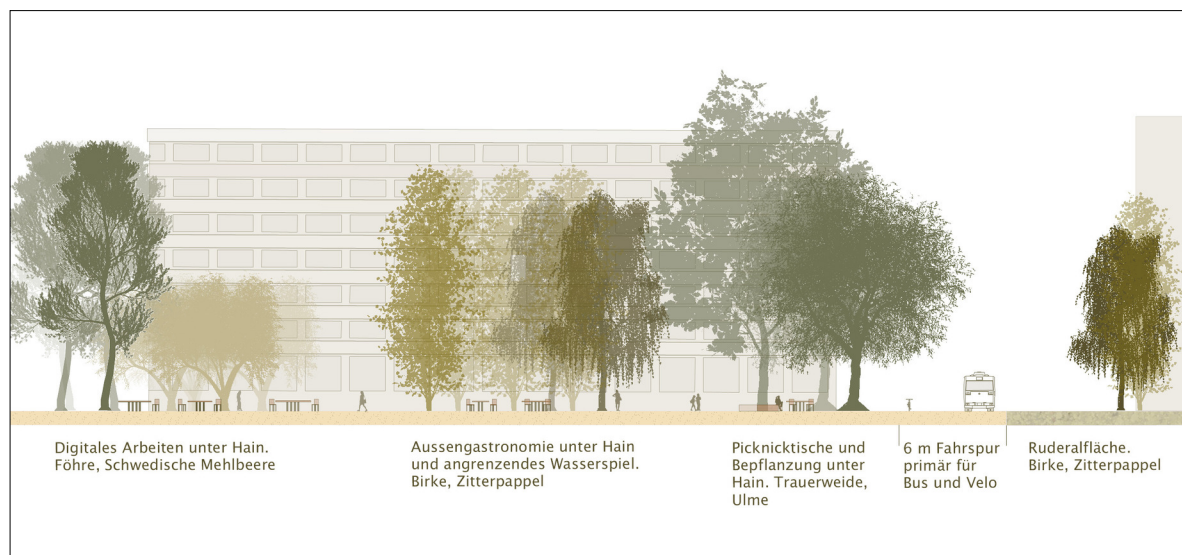 Digitales Arbeiten unter Hain.
Föhre, Schwedische Mehlbeere
Aussengastronomie unter Hain
und angrenzendes Wasserspiel.
Birke, Zitterpappel
Picknicktische und
Bepflanzung unter
Hain. Trauerweide,
Ulme
6 m Fahrspur
primär für
Bus und Velo
Ruderalfläche.
Birke, Zitterpappel